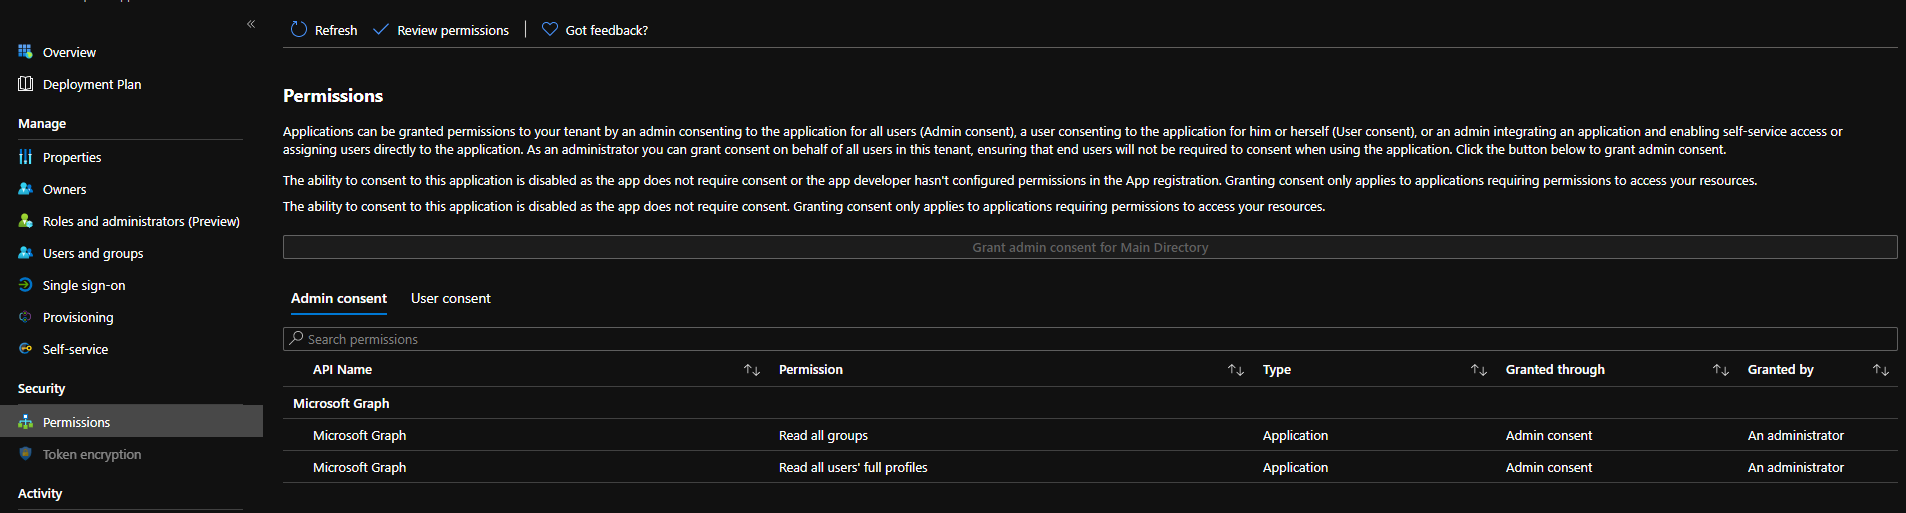 Refresh
Review permissions
Got feedback?
Overview
Deployment Plan
Manage
Properties
Owners
Roles and administrators (Preview)
Users and groups
Single sign-on
Provisioning
Self-service
Security
Permissions
Token encryption
Activity
Permissions
Applications can be granted permissions to your tenant by an admin consenting to the application for all users (Admin consent), a user consenting to the application for him or herself (User consent), or an admin integrating an application and enabling self-service access or
assigning users directly to the application. As an administrator you can grant consent on behalf of all users in this tenant, ensuring that end users will not be required to consent when using the application. Click the button below to grant admin consent.
The ability to consent to this application is disabled as the app does not require consent or the app developer hasn't configured permissions in the App registration. Granting consent only applies to applications requiring permissions to access your resources.
The ability to consent to this application is disabled as the app does not require consent. Granting consent only applies to applications requiring permissions to access your resources.
Grant admin consent for Main Directory
Admin consent User consent
Search permissions
API Name Permission Type Granted through Granted by
Microsoft Graph
Microsoft Graph Read all groups Application Admin consent An administrator
Microsoft Graph Read all users' full profiles Application Admin consent An administrator